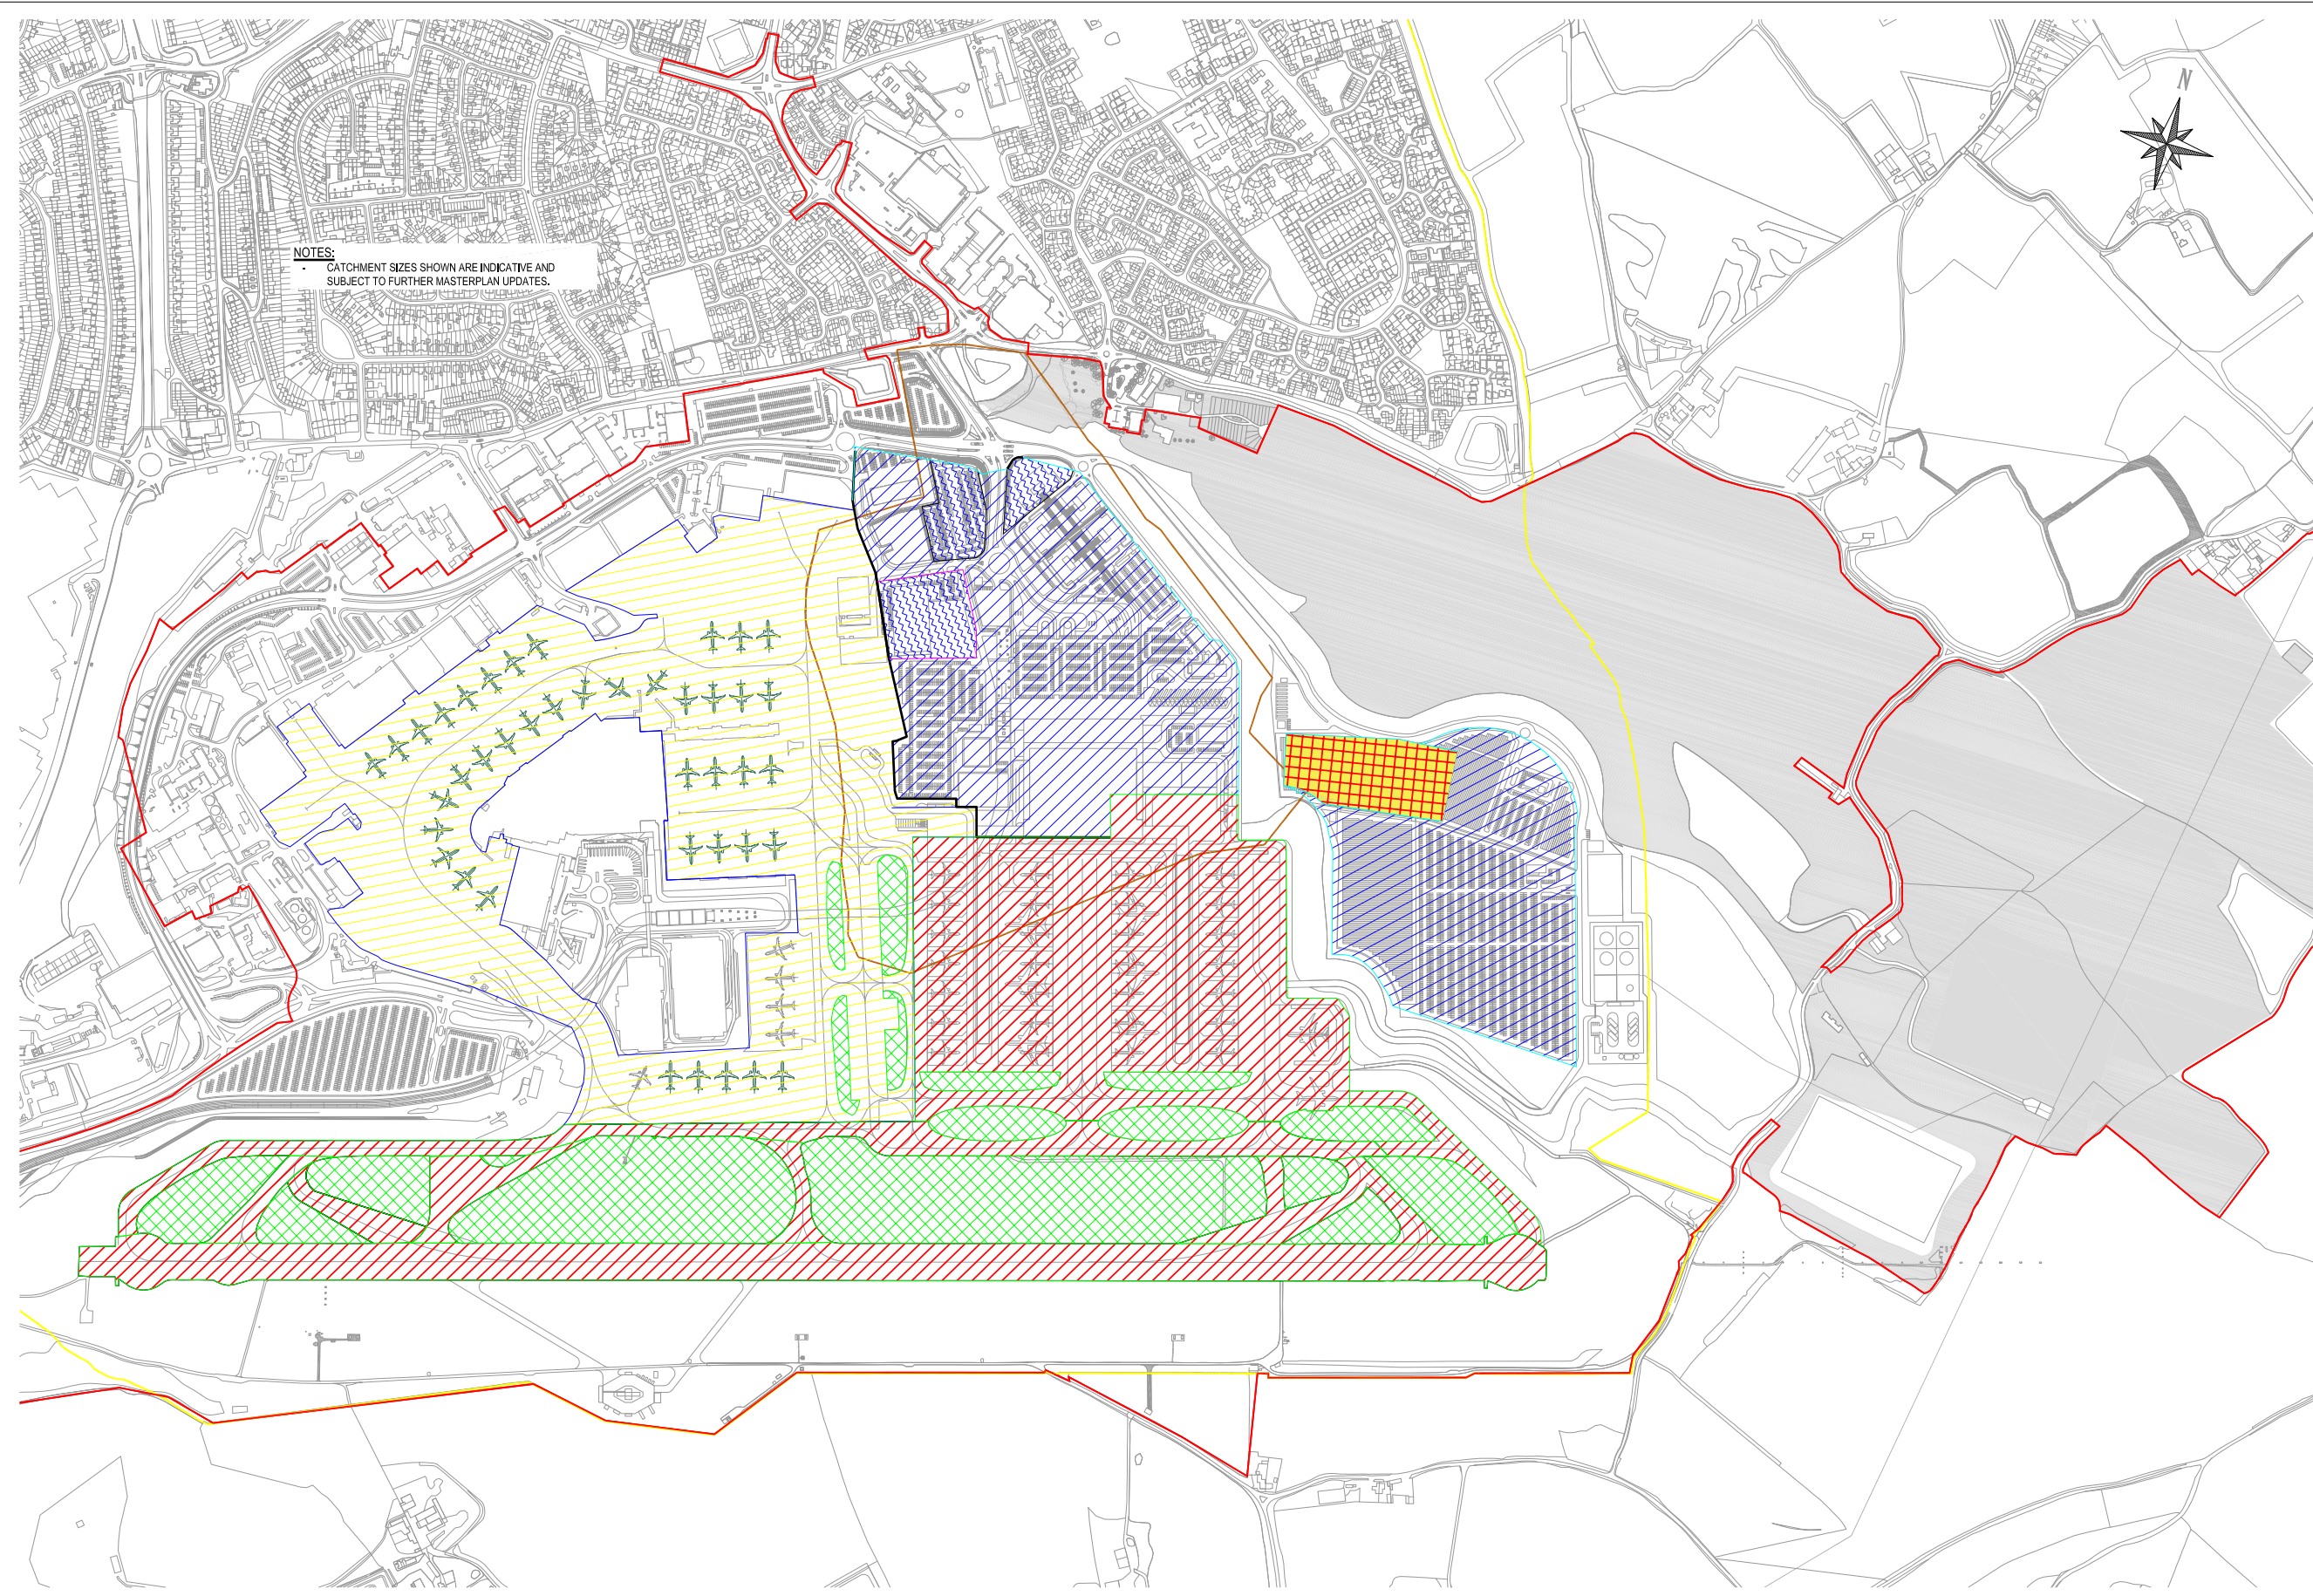 N
NOTES:
- CATCHMENT SIZES SHOWN ARE INDICATIVE AND
SUBJECT TO FURTHER MASTERPLAN UPDATES.